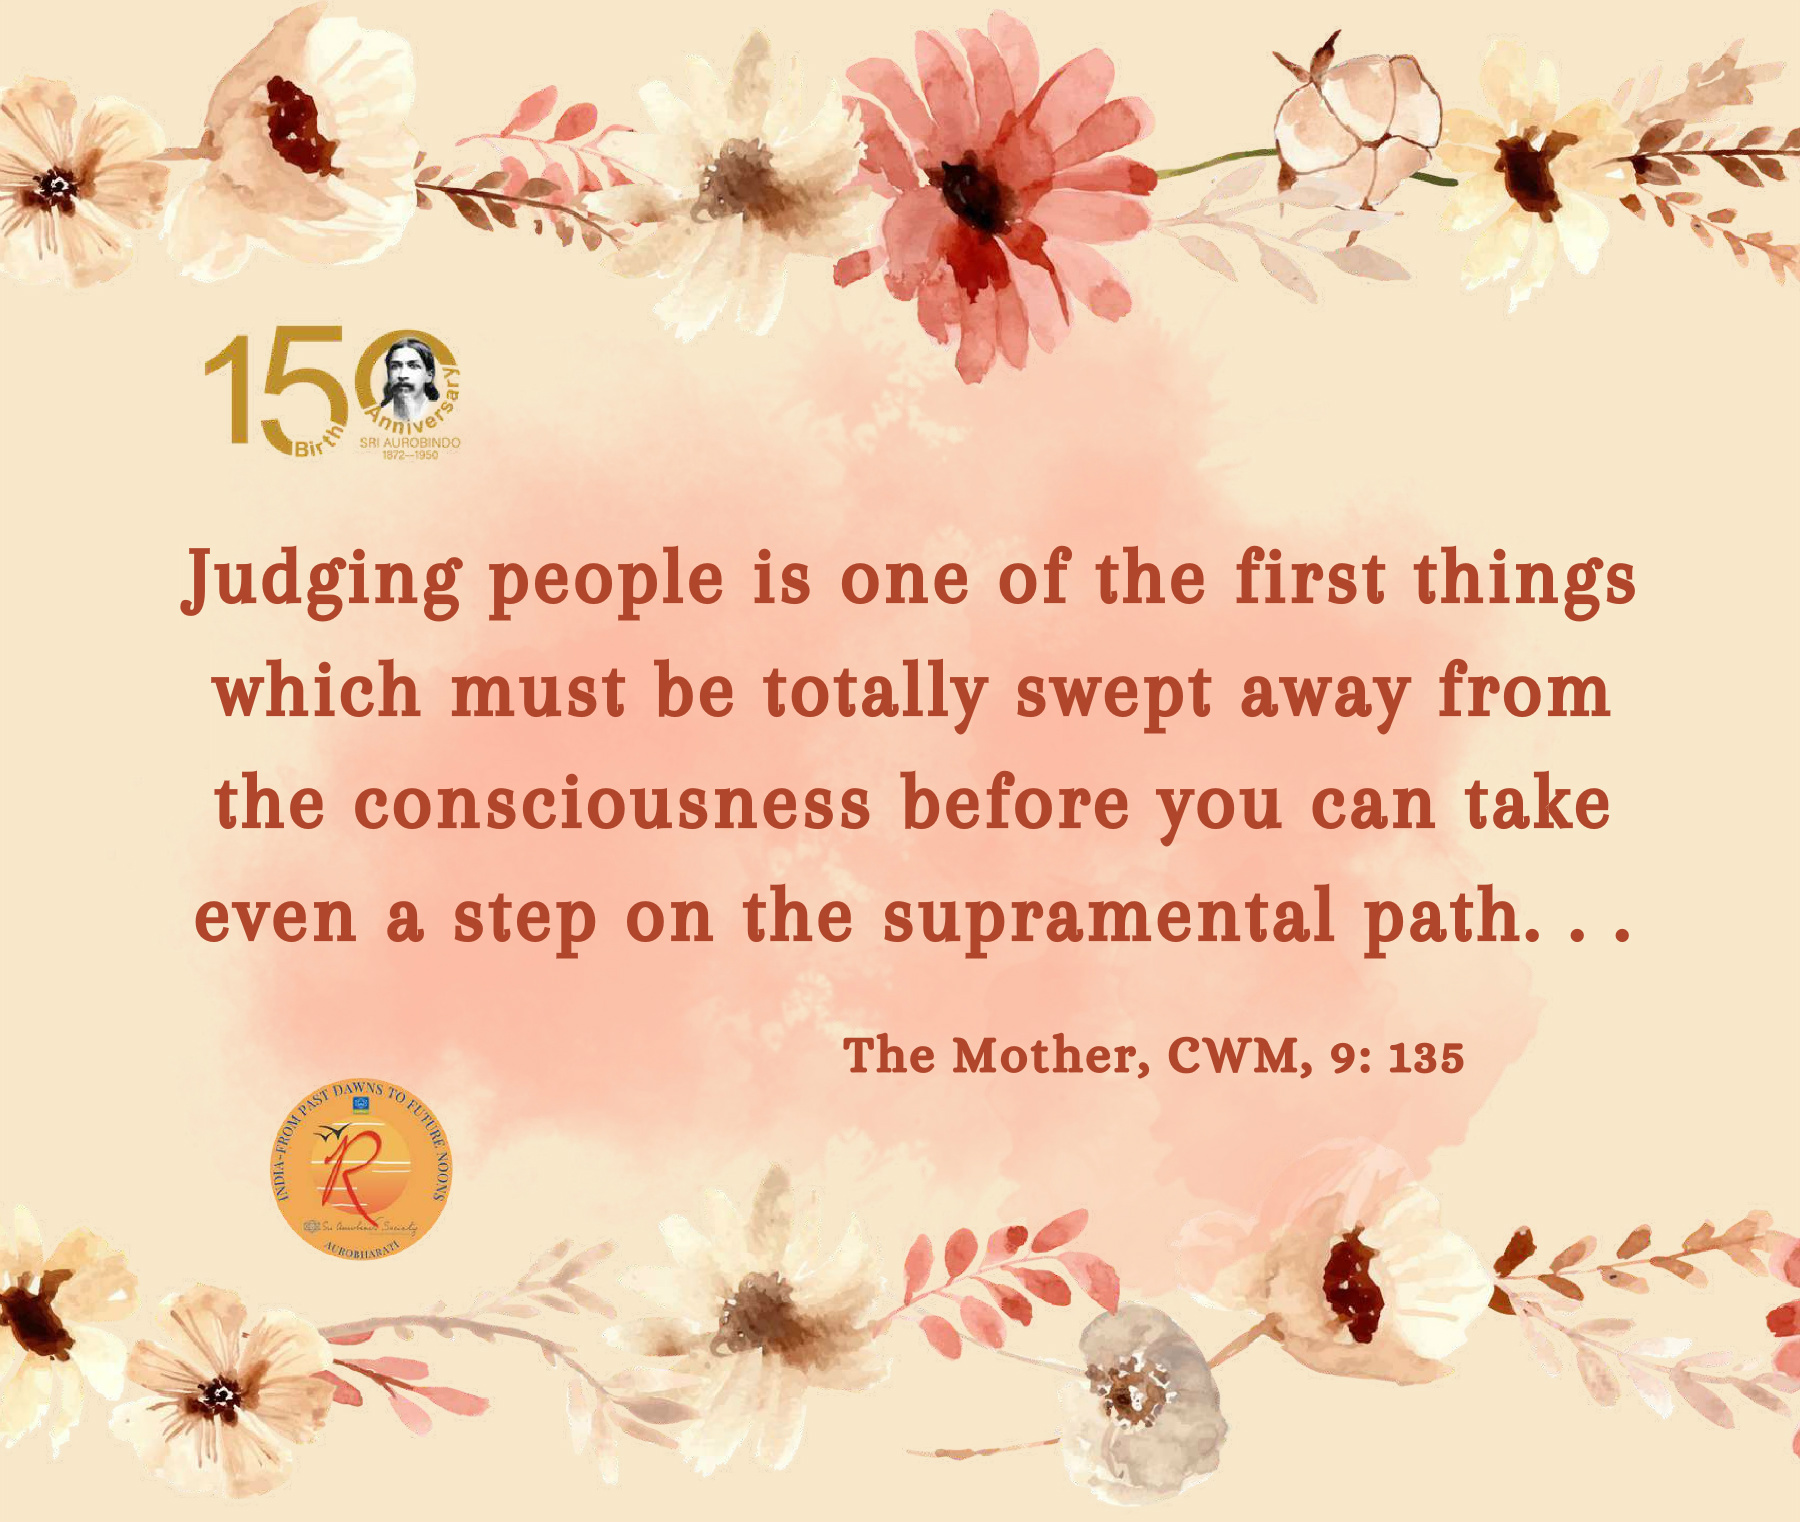 150
Birth Anniversary
SRI AUROBINDO
1872—1950
Judging people is one of the first things
which must be totally swept away from
the consciousness before you can take
even a step on the supramental path. . .
The Mother, CWM, 9: 135
INDIA-FROM PAST DAWNS TO FUTURE NOONS
R
Sri Aurobindo Society
AUROBHARATI